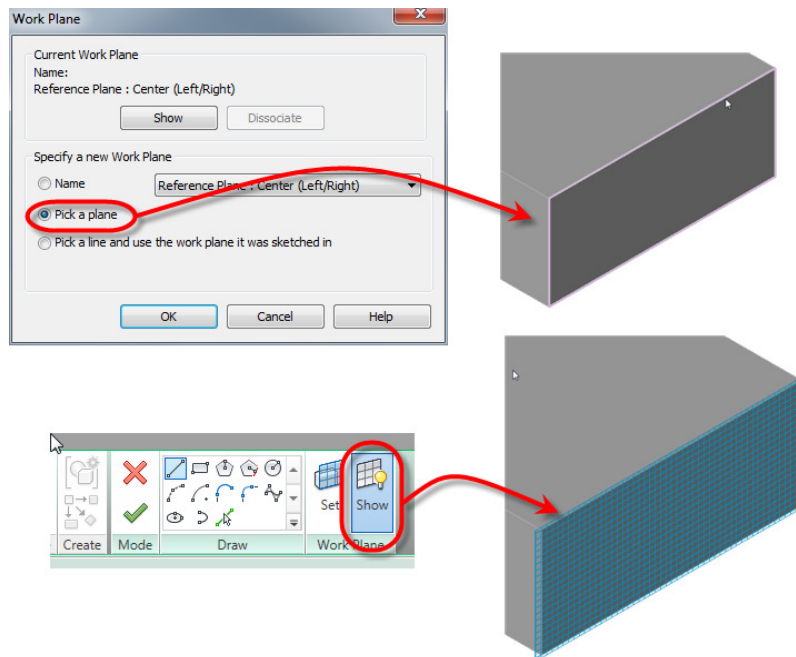 Work Plane
Current Work Plane
Name:
Reference Plane : Center (Left/Right)
Show
Dissociate
Specify a new Work Plane
Name
Reference Plane : Center (Left/Right)
Pick a plane
Pick a line and use the work plane it was sketched in
OK
Cancel
Help
Set
Show
Create
Mode
Draw
Work Plane